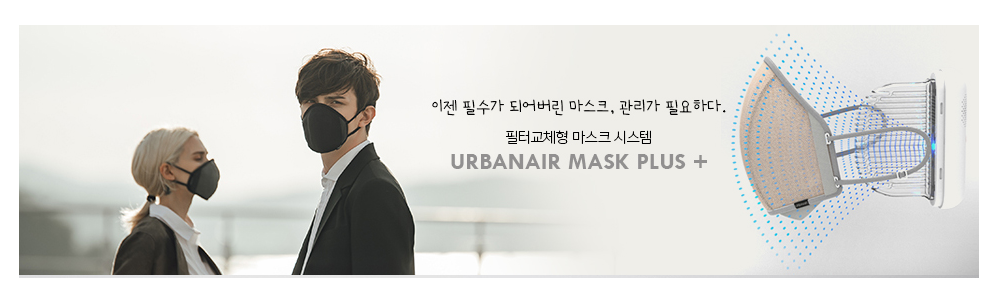 이젠 필수가 되어버린 마스크, 관리가 필요하다.
필터교체형 마스크 시스템
URBANAIR MASK PLUS +